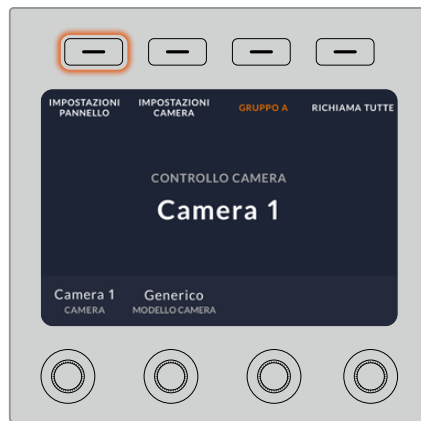 IMPOSTAZIONI PANNELLO
IMPOSTAZIONI CAMERA
GRUPPO A
RICHIAMA TUTTE
CONTROLLO CAMERA
Camera 1
Camera 1
CAMERA
Generico
MODELLO CAMERA